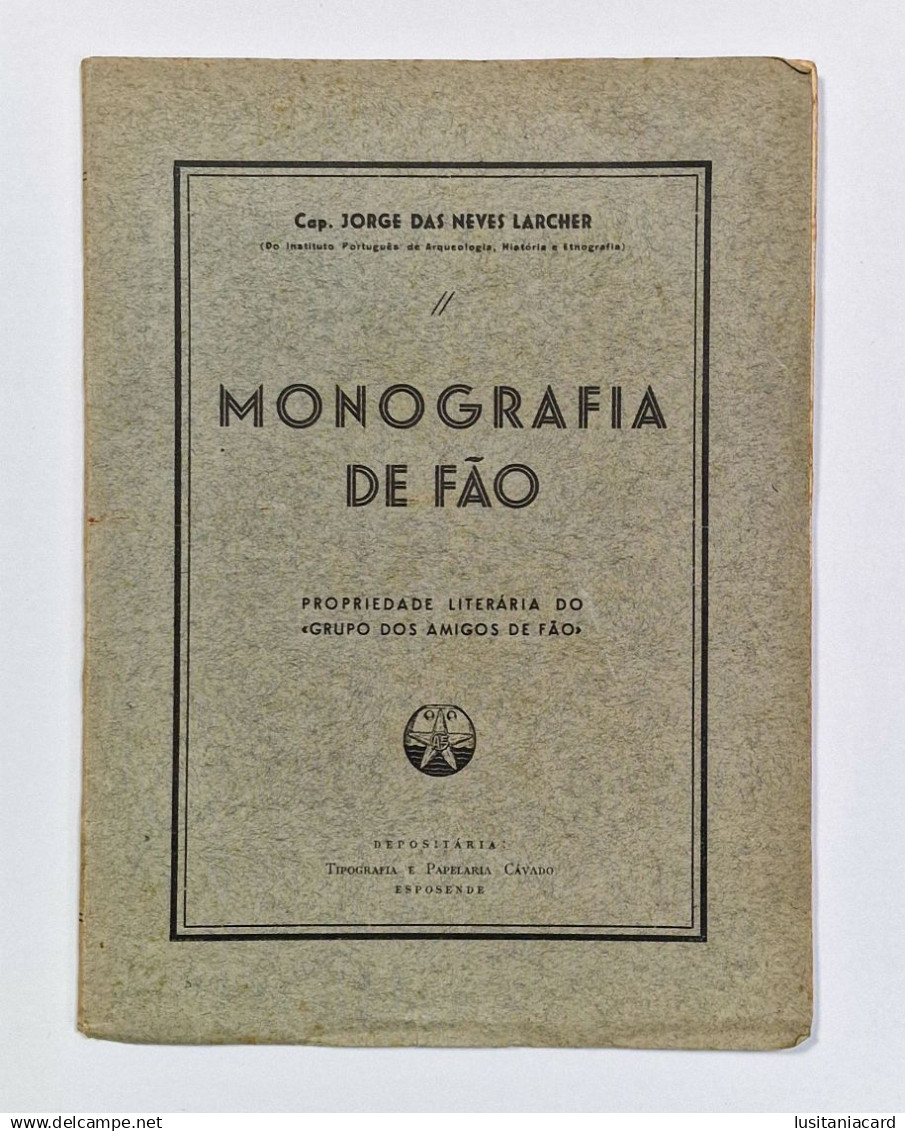 Cap. JORGE DAS NEVES LARCHER
(Do Instituto Português de Arqueologia, História e Etnografia)
//
MONOGRAFIA
DE FÃO
PROPRIEDADE LITERÁRIA DO
«GRUPO DOS AMIGOS DE FÃO»
DEPOSITÁRIA:
TIPOGRAFIA E PAPELARIA CÁVADO
ESPOSENDE
www.delcampe.net
lusitaniacard